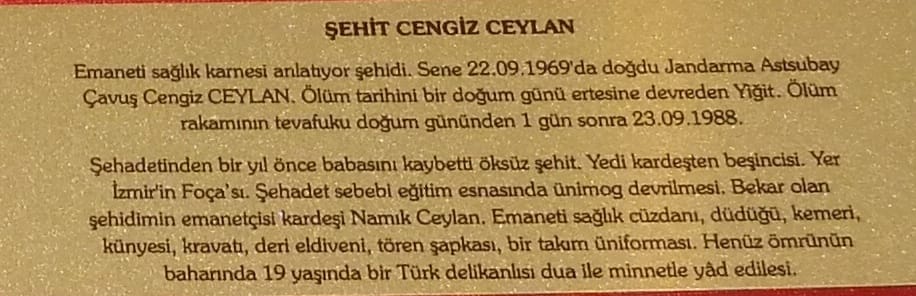 ŞEHİT CENGİZ CEYLAN
Emaneti sağlık karnesi anlatıyor şehidi. Sene 22.09.1969'da doğdu Jandarma Astsubay
Çavuş Cengiz CEYLAN. Ölüm tarihini bir doğum günü ertesine devreden Yiğit. Ölüm
rakamının tevafuku doğum gününden 1 gün sonra 23.09.1988.
Şehadetinden bir yıl önce babasını kaybetti öksüz şehit. Yedi kardeşten beşincisi. Yer
İzmir'in Foça'sı. Şehadet sebebi eğitim esnasında ünimog devrilmesi. Bekar olan
şehidimin emanetçisi kardeşi Namık Ceylan. Emaneti sağlık cüzdanı, düdüğü, kemeri,
künyesi, kravatı, deri eldiveni, tören şapkası, bir takım üniforması. Henüz ömrünün
baharında 19 yaşında bir Türk delikanlısı dua ile minnetle yâd edilesi.